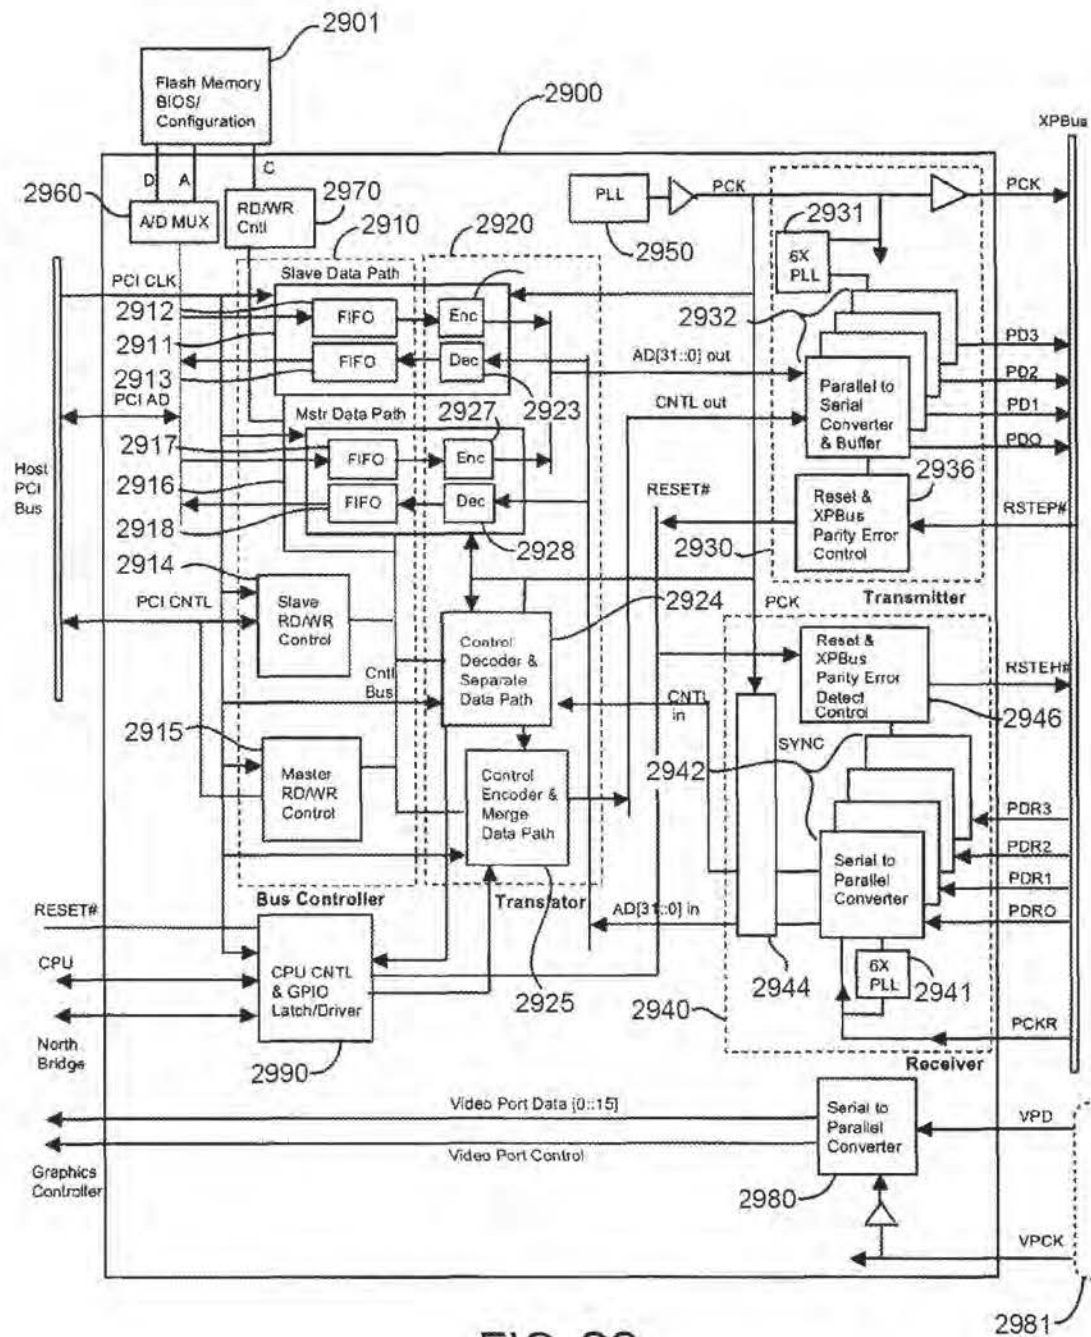 2901
Flash Memory
BIOS/
Configuration
2900
XPBus
D
A
C
2960
A/D MUX
RD/WR
Cntl
2970
2910
2920
PLL
2950
PCK
2931
6X
PLL
PCK
PCI CLK
Slave Data Path
2912
FIFO
Enc
2911
FIFO
Dec
2913
PCI AD
2923
2932
AD[31::0] out
CNTL out
Parallel to
Serial
Converter
& Buffer
PD3
PD2
PD1
PDO
Mstr Data Path
2927
2917
FIFO
Enc
2916
FIFO
Dec
2918
2928
Host
PCI
Bus
RESET#
2936
Reset &
XPBus
Parity Error
Control
RSTEP#
2930
Transmitter
2914
PCI CNTL
Slave
RD/WR
Control
2924
Control
Decoder &
Separate
Data Path
Cntl
Bus
PCK
CNTL
in
Reset &
XPBus
Parity Error
Detect
Control
RSTEH#
2946
SYNC
2942
2915
Master
RD/WR
Control
Control
Encoder &
Merge
Data Path
PDR3
PDR2
PDR1
PDRO
Serial to
Parallel
Converter
Bus Controller
Translator
AD[31::0] in
RESET#
CPU
CPU CNTL
& GPIO
Latch/Driver
2925
2944
6X
PLL
2941
2940
PCKR
North
Bridge
2990
Receiver
Video Port Data [0::15]
Serial to
Parallel
Converter
VPD
Video Port Control
Graphics
Controller
2980
VPCK
2981